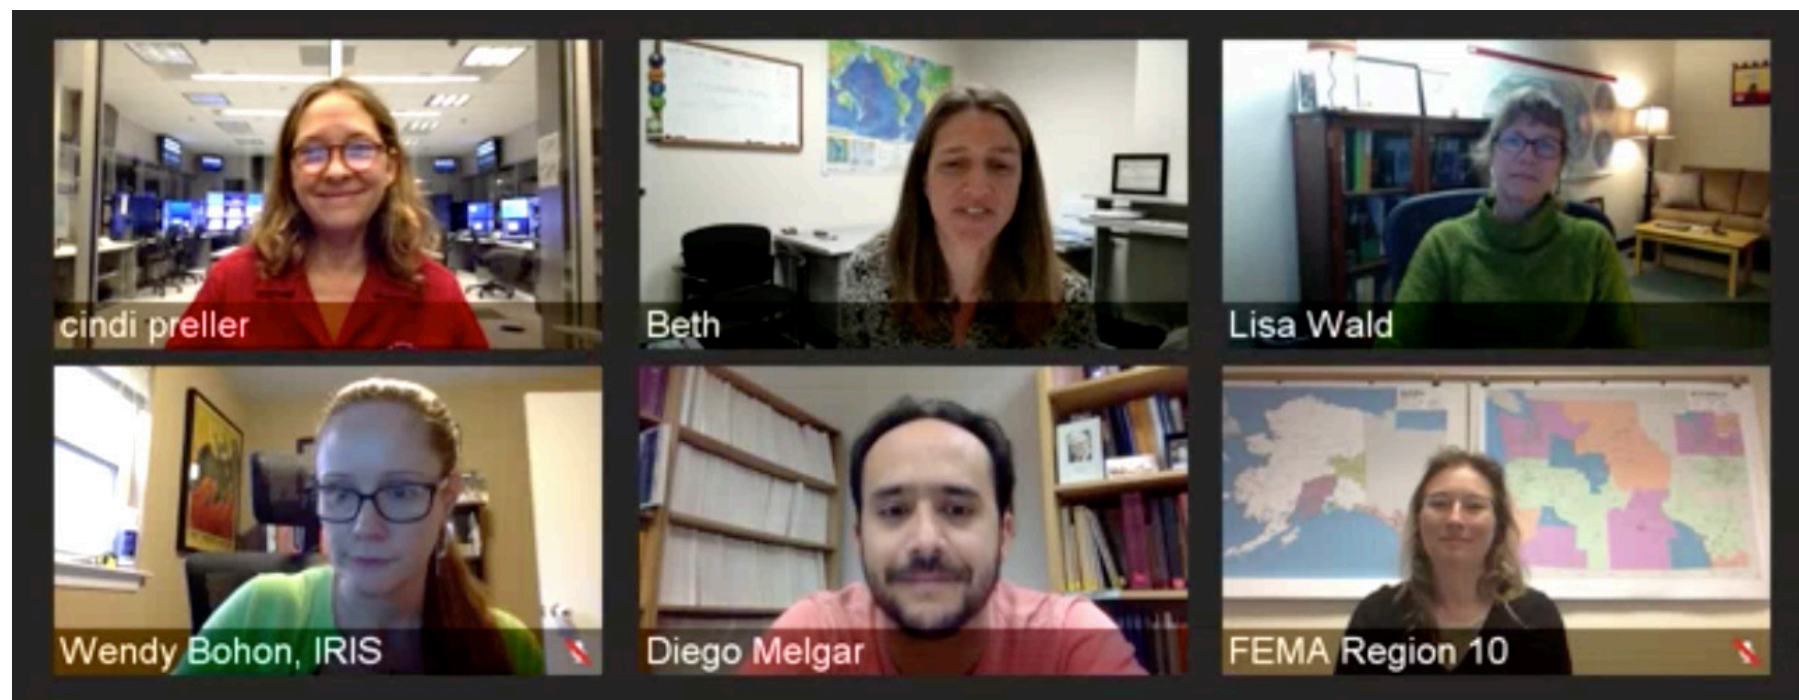 cindi preller
Beth
Lisa Wald
Wendy Bohon, IRIS
Diego Melgar
FEMA Region 10